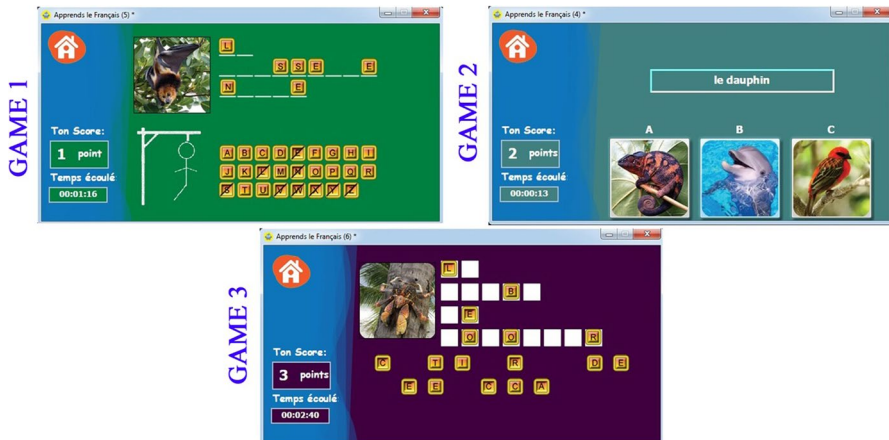 GAME 1
Apprends le Français (5) *
L
S S E E
N E
Ton Score:
1 point
Temps écoulé
00:01:16
A B C D E F G H I
J K L M N O P Q R
S T U V W X Y Z
GAME 2
Apprends le Français (4) *
le dauphin
A B C
Ton Score:
2 points
Temps écoulé
00:00:13
GAME 3
Apprends le Français (6) *
L
B
E
O O R
C T I R D E
E E C C A
Ton Score:
3 points
Temps écoulé
00:02:40